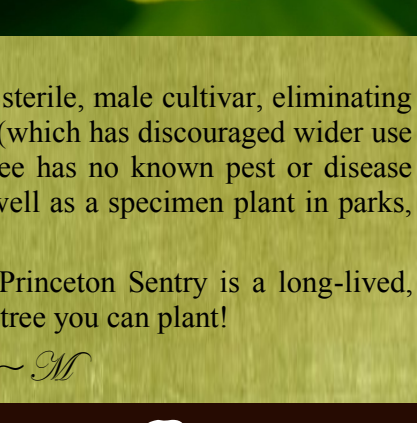 sterile, male cultivar, eliminating
(which has discouraged wider use
ee has no known pest or disease
well as a specimen plant in parks,
Princeton Sentry is a long-lived,
tree you can plant!
~ M